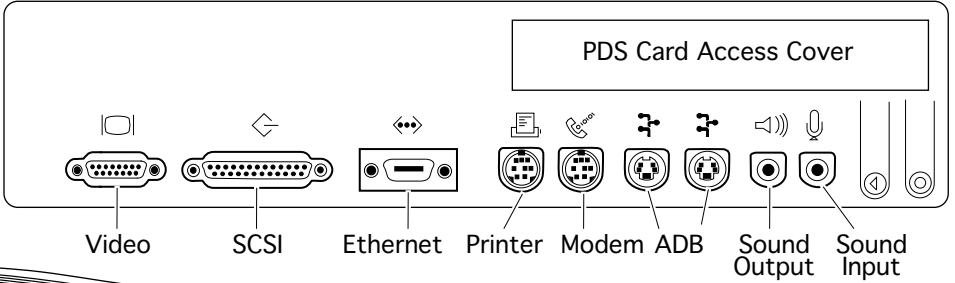 PDS Card Access Cover
Video SCSI Ethernet Printer Modem ADB Sound Output Sound Input